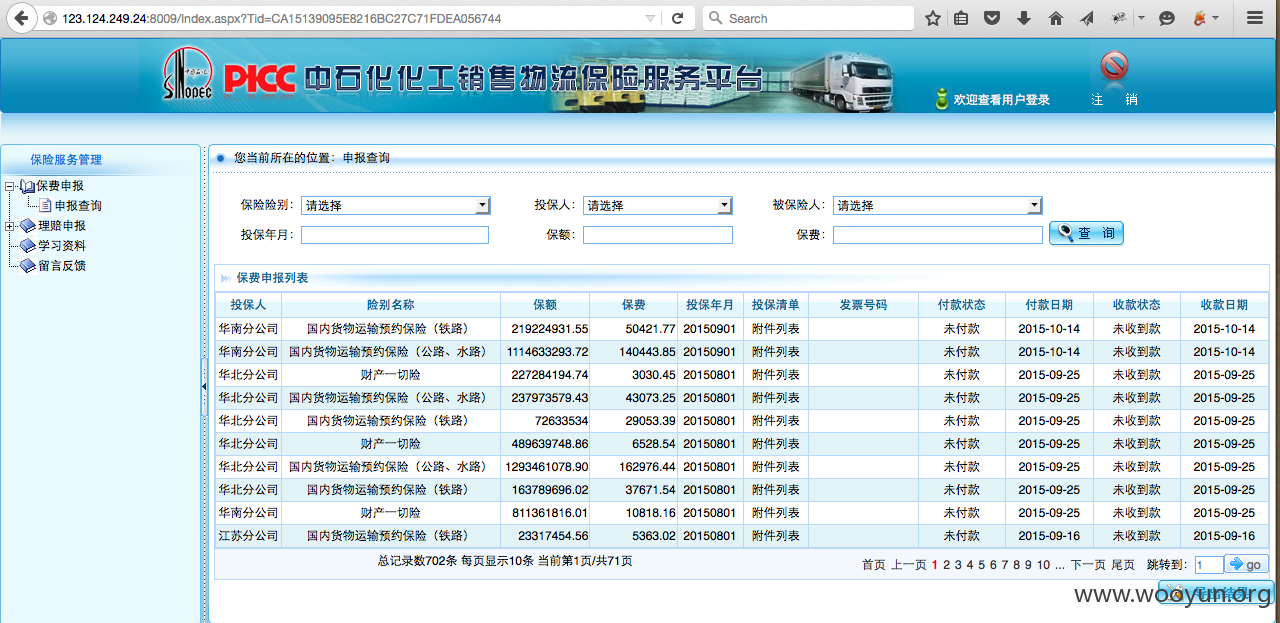 123.124.249.24:8009/Index.aspx?Tid=CA15139095E8216BC27C71FDEA056744
Search
SINOPEC PICC 中石化化工销售物流保险服务平台
欢迎查看用户登录 注 销
保险服务管理
保费申报
申报查询
理赔申报
学习资料
留言反馈
您当前所在的位置：申报查询
保险险别： 请选择 投保人： 请选择 被保险人： 请选择
投保年月： 保额： 保费： 查 询
保费申报列表
投保人 险别名称 保额 保费 投保年月 投保清单 发票号码 付款状态 付款日期 收款状态 收款日期
华南分公司 国内货物运输预约保险（铁路） 219224931.55 50421.77 20150901 附件列表 未付款 2015-10-14 未收到款 2015-10-14
华南分公司 国内货物运输预约保险（公路、水路） 1114633293.72 140443.85 20150901 附件列表 未付款 2015-10-14 未收到款 2015-10-14
华北分公司 财产一切险 227284194.74 3030.45 20150801 附件列表 未付款 2015-09-25 未收到款 2015-09-25
华北分公司 国内货物运输预约保险（公路、水路） 237973579.43 43073.25 20150801 附件列表 未付款 2015-09-25 未收到款 2015-09-25
华北分公司 国内货物运输预约保险（铁路） 72633534 29053.39 20150801 附件列表 未付款 2015-09-25 未收到款 2015-09-25
华北分公司 财产一切险 489639748.86 6528.54 20150801 附件列表 未付款 2015-09-25 未收到款 2015-09-25
华北分公司 国内货物运输预约保险（公路、水路） 1293461078.90 162976.44 20150801 附件列表 未付款 2015-09-25 未收到款 2015-09-25
华北分公司 国内货物运输预约保险（铁路） 163789696.02 37671.54 20150801 附件列表 未付款 2015-09-25 未收到款 2015-09-25
华南分公司 财产一切险 811361816.01 10818.16 20150801 附件列表 未付款 2015-09-25 未收到款 2015-09-25
江苏分公司 国内货物运输预约保险（铁路） 23317454.56 5363.02 20150801 附件列表 未付款 2015-09-16 未收到款 2015-09-16
总记录数702条 每页显示10条 当前第1页/共71页 首页 上一页 1 2 3 4 5 6 7 8 9 10 ... 下一页 尾页 跳转到： 1 go
www.wooyun.org